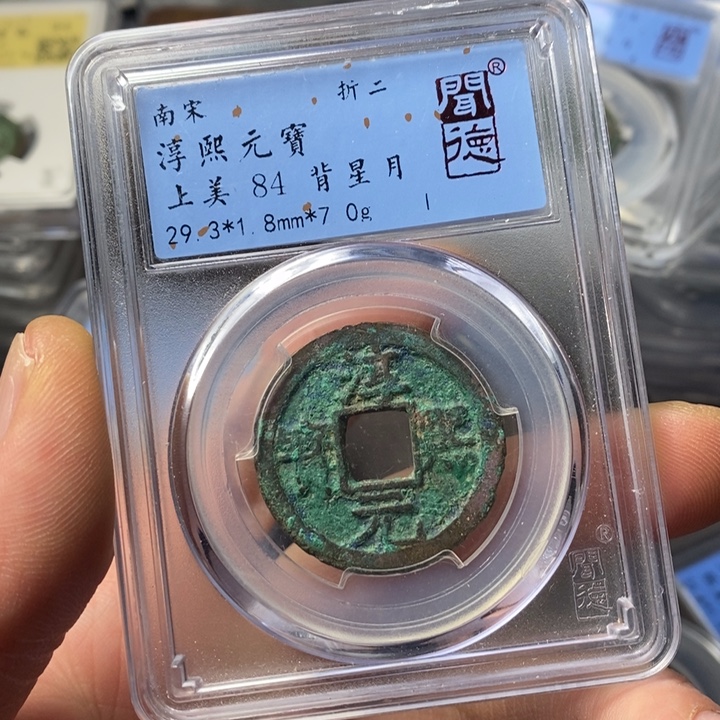 南宋 折二
淳熙元寶
上美 84 背星月
29.3*1.8mm*7 0g
聞德®
淳
熙
元
寶
®
聞德